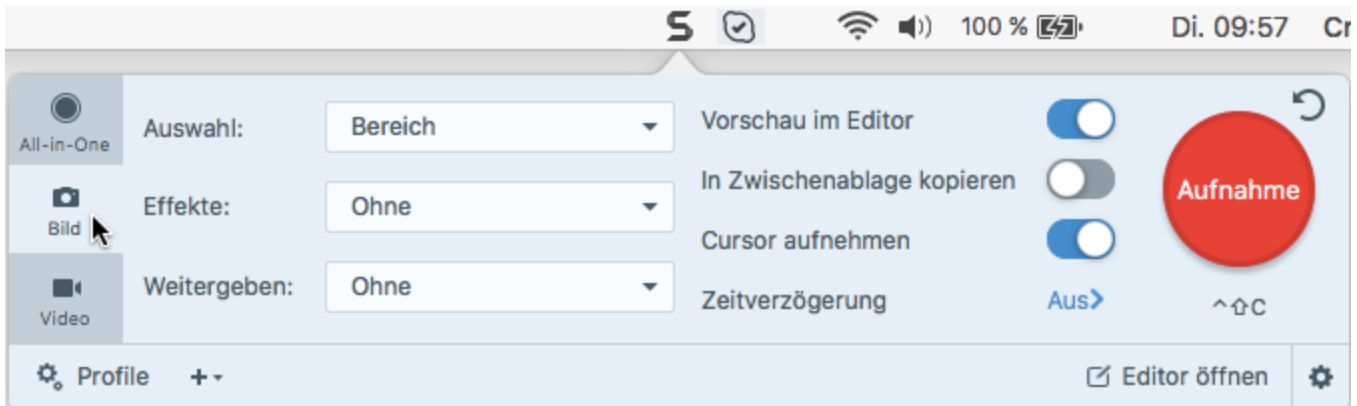 100 % Di. 09:57 Cr
All-in-One
Bild
Video
Auswahl: Bereich
Effekte: Ohne
Weitergeben: Ohne
Vorschau im Editor
In Zwischenablage kopieren
Cursor aufnehmen
Zeitverzögerung Aus>
Aufnahme
^⇧C
Profile + Editor öffnen